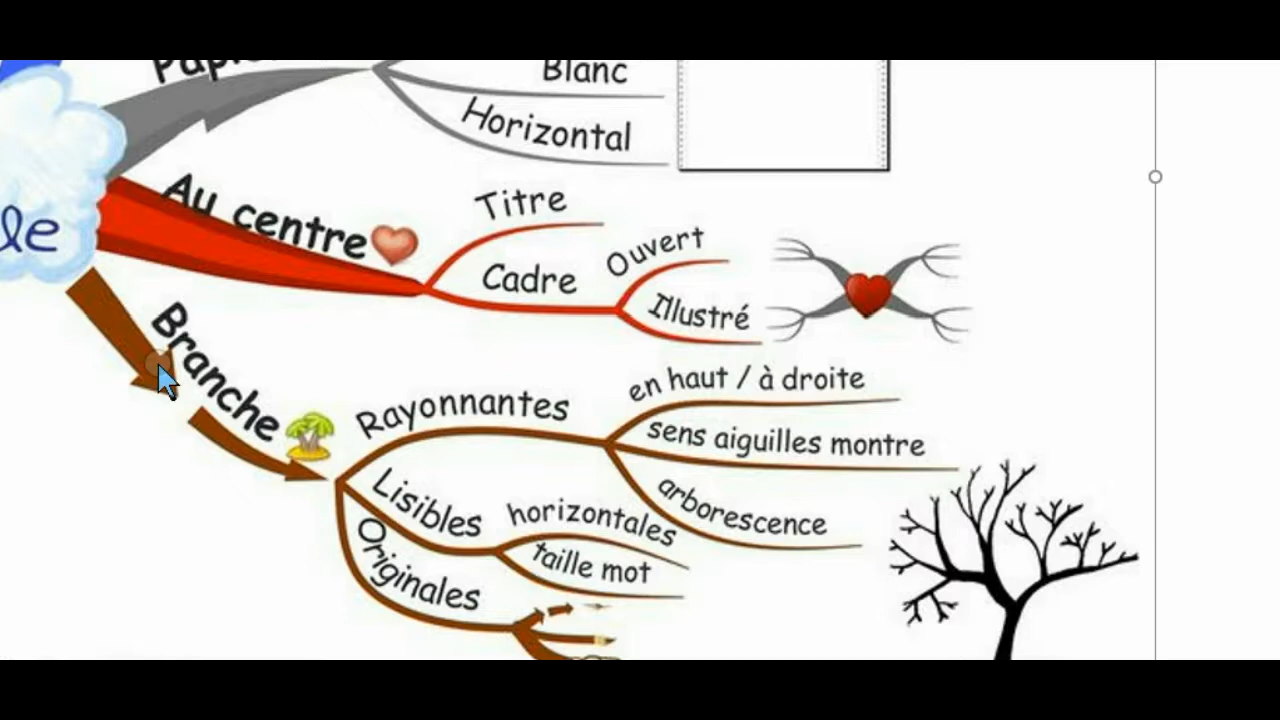 Blanc
Horizontal
Au centre
Titre
Cadre
Ouvert
Illustré
Branche
Rayonnantes
en haut / à droite
sens aiguilles montre
arborescence
Lisibles
horizontales
taille mot
Originales